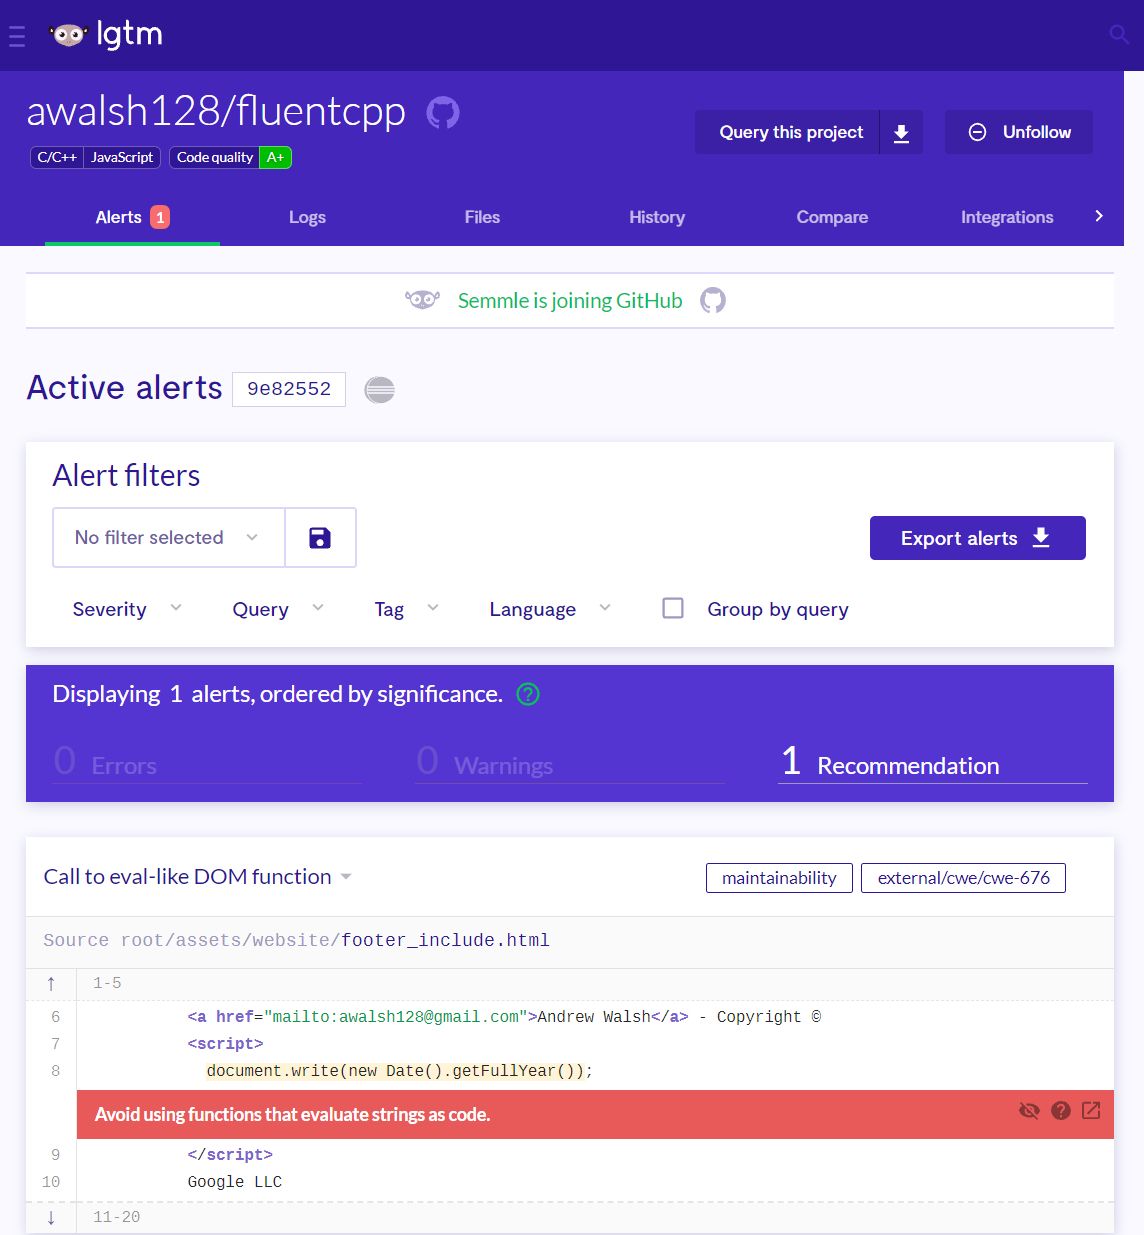 lgtm
awalsh128/fluentcpp
Query this project
Unfollow
C/C++ JavaScript Code quality A+
Alerts 1 Logs Files History Compare Integrations
Semmle is joining GitHub
Active alerts 9e82552
Alert filters
No filter selected
Export alerts
Severity Query Tag Language Group by query
Displaying 1 alerts, ordered by significance.
0 Errors 0 Warnings 1 Recommendation
Call to eval-like DOM function maintainability external/cwe/cwe-676
Source root/assets/website/footer_include.html
↑ 1-5
6 <a href="mailto:awalsh128@gmail.com">Andrew Walsh</a> - Copyright ©
7 <script>
8 document.write(new Date().getFullYear());
Avoid using functions that evaluate strings as code.
9 </script>
10 Google LLC
↓ 11-20